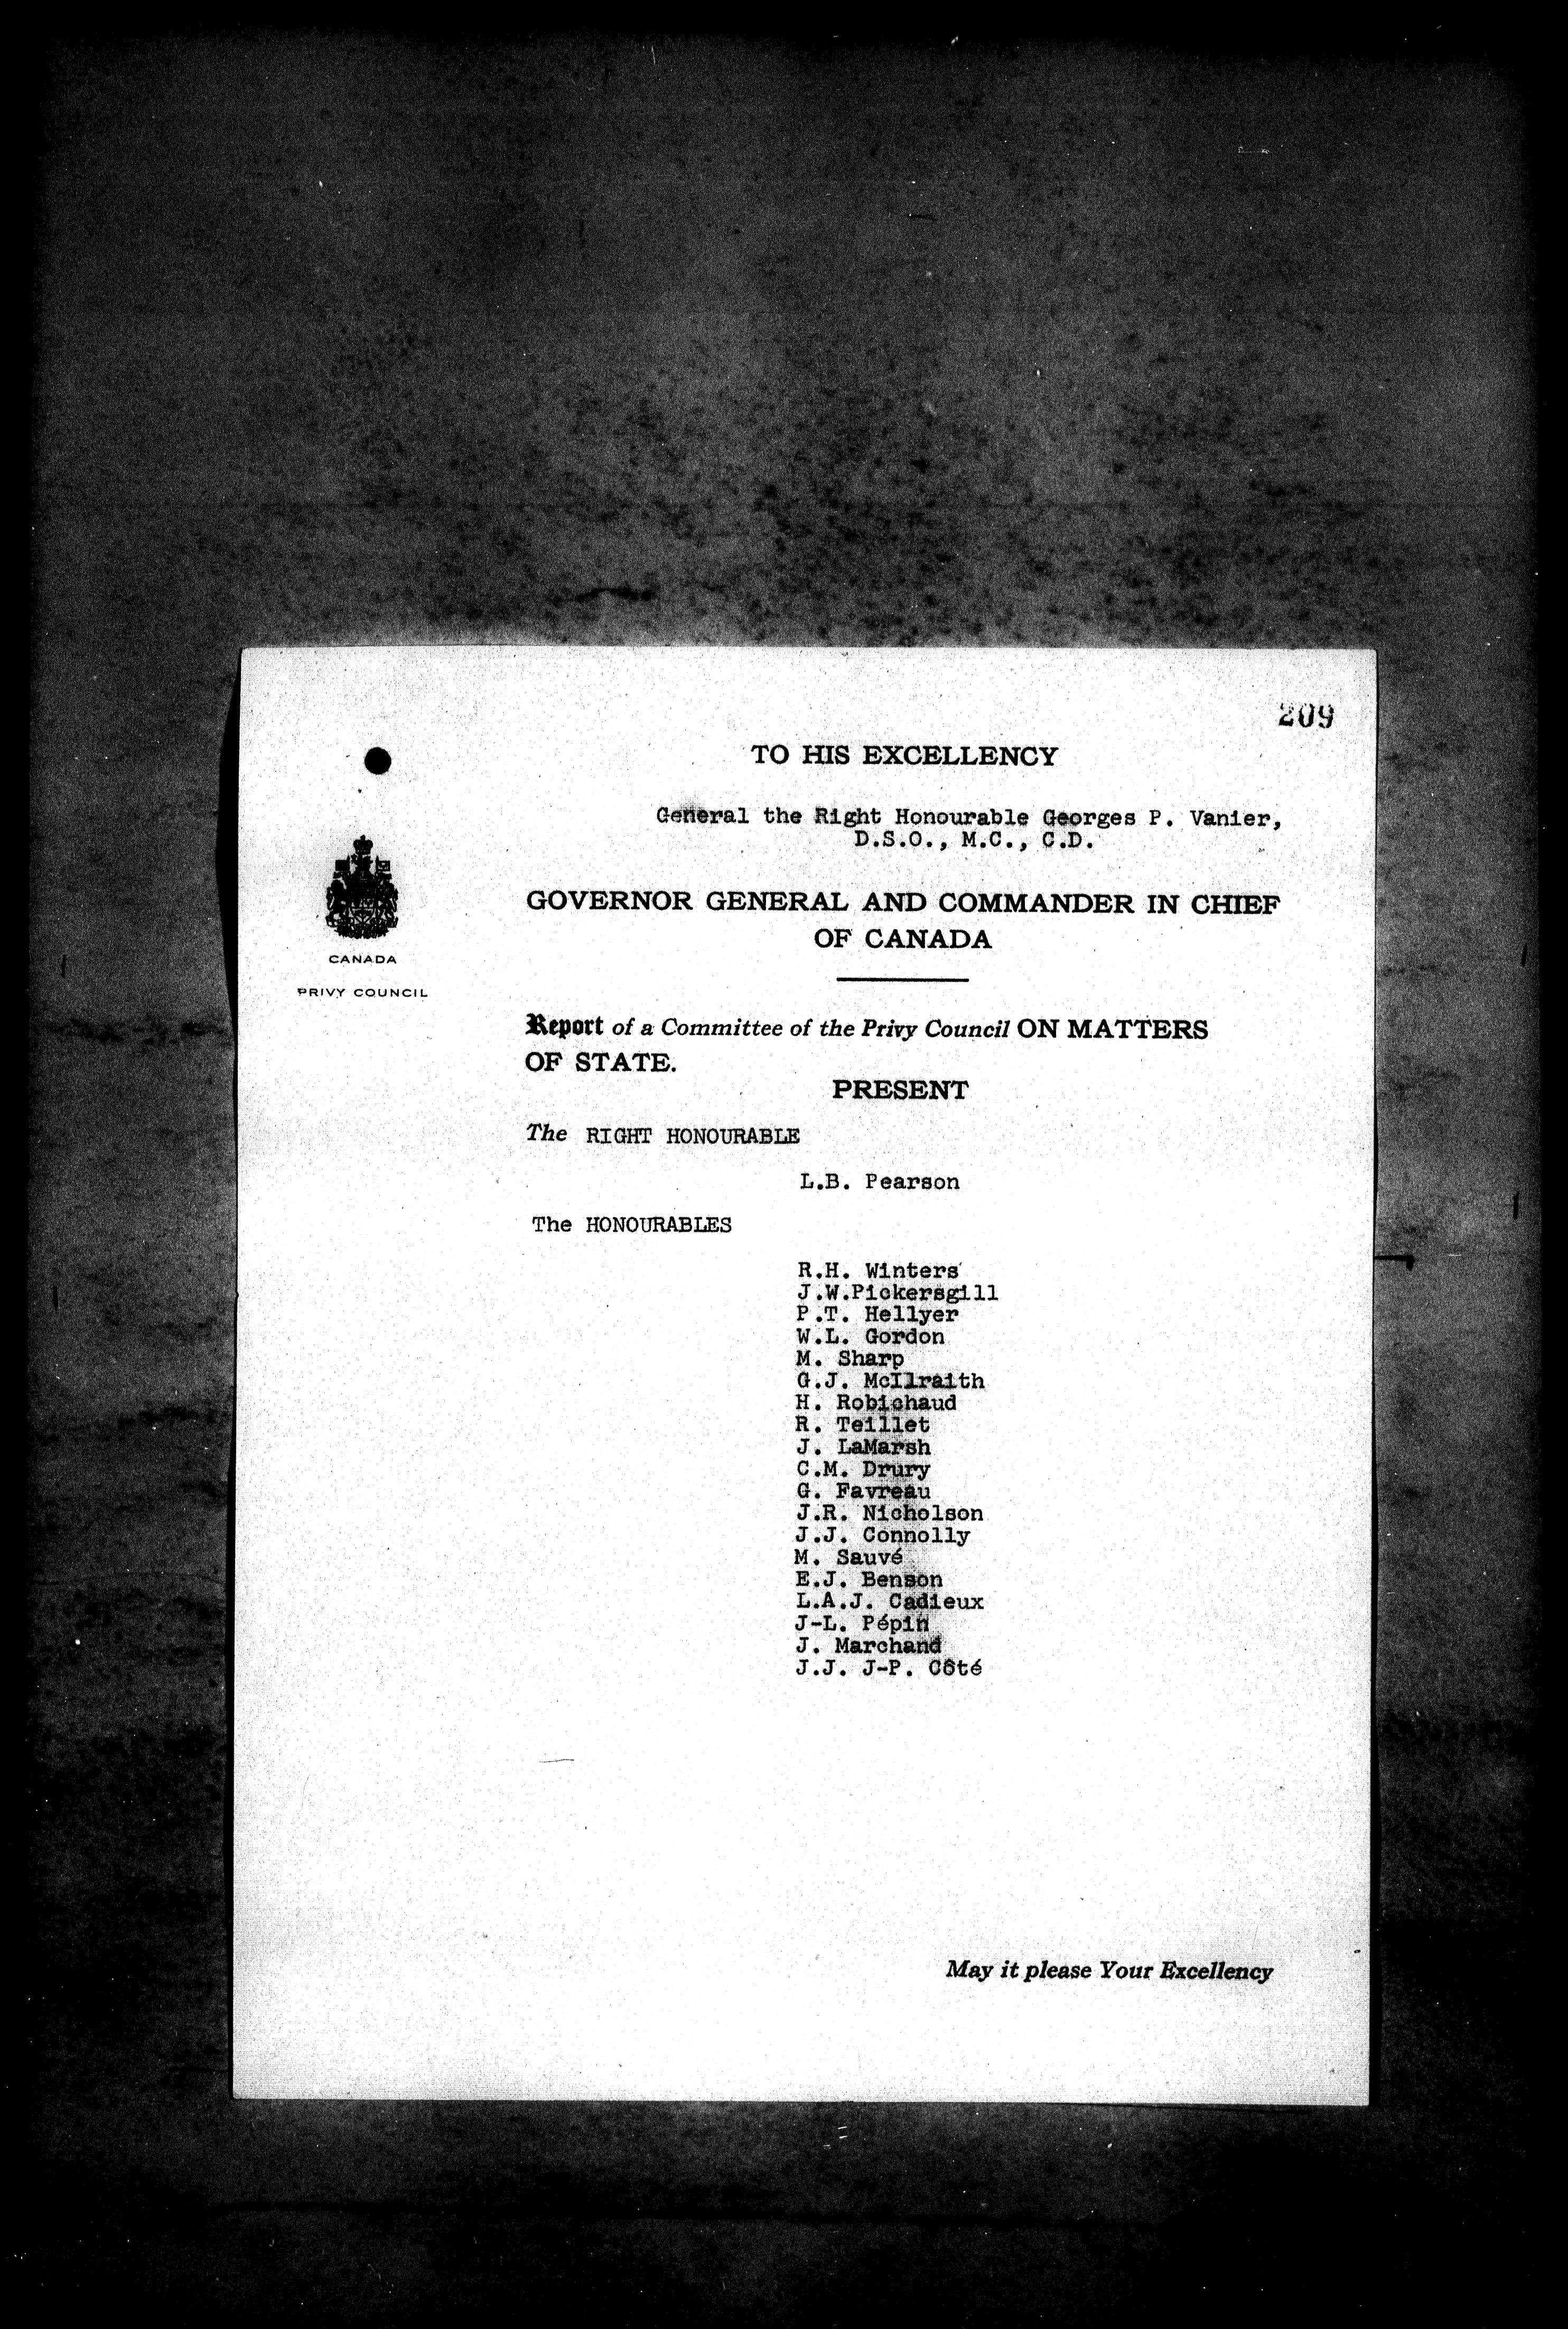 209
TO HIS EXCELLENCY
General the Right Honourable Georges P. Vanier,
D.S.O., M.C., C.D.
GOVERNOR GENERAL AND COMMANDER IN CHIEF
OF CANADA
CANADA
PRIVY COUNCIL
Report of a Committee of the Privy Council ON MATTERS
OF STATE.
PRESENT
The RIGHT HONOURABLE
L.B. Pearson
The HONOURABLES
R.H. Winters
J.W.Pickersgill
P.T. Hellyer
W.L. Gordon
M. Sharp
G.J. McIlraith
H. Robichaud
R. Teillet
J. LaMarsh
C.M. Drury
G. Favreau
J.R. Nicholson
J.J. Connolly
M. Sauvé
E.J. Benson
L.A.J. Cadieux
J-L. Pépin
J. Marchand
J.J. J-P. Côté
May it please Your Excellency